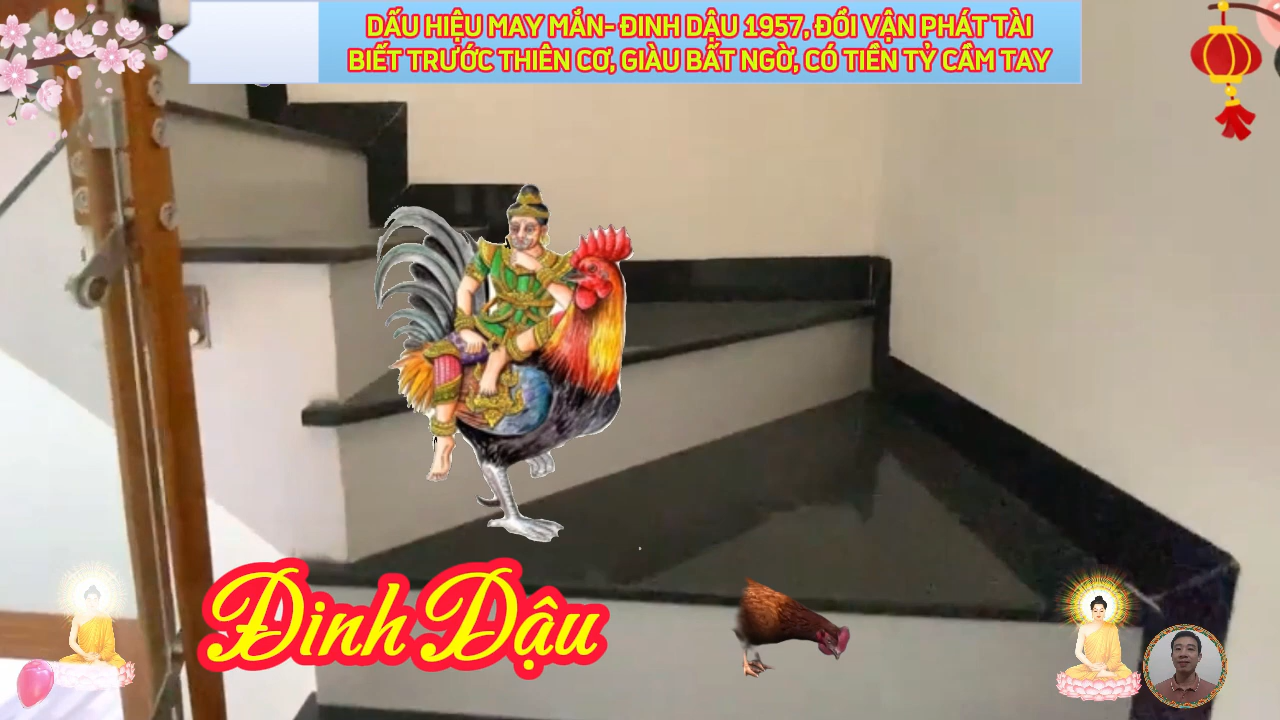 DẤU HIỆU MAY MẮN- ĐINH DẬU 1957, ĐỔI VẬN PHÁT TÀI
BIẾT TRƯỚC THIÊN CƠ, GIÀU BẤT NGỜ, CÓ TIỀN TỶ CẦM TAY
Đinh Dậu